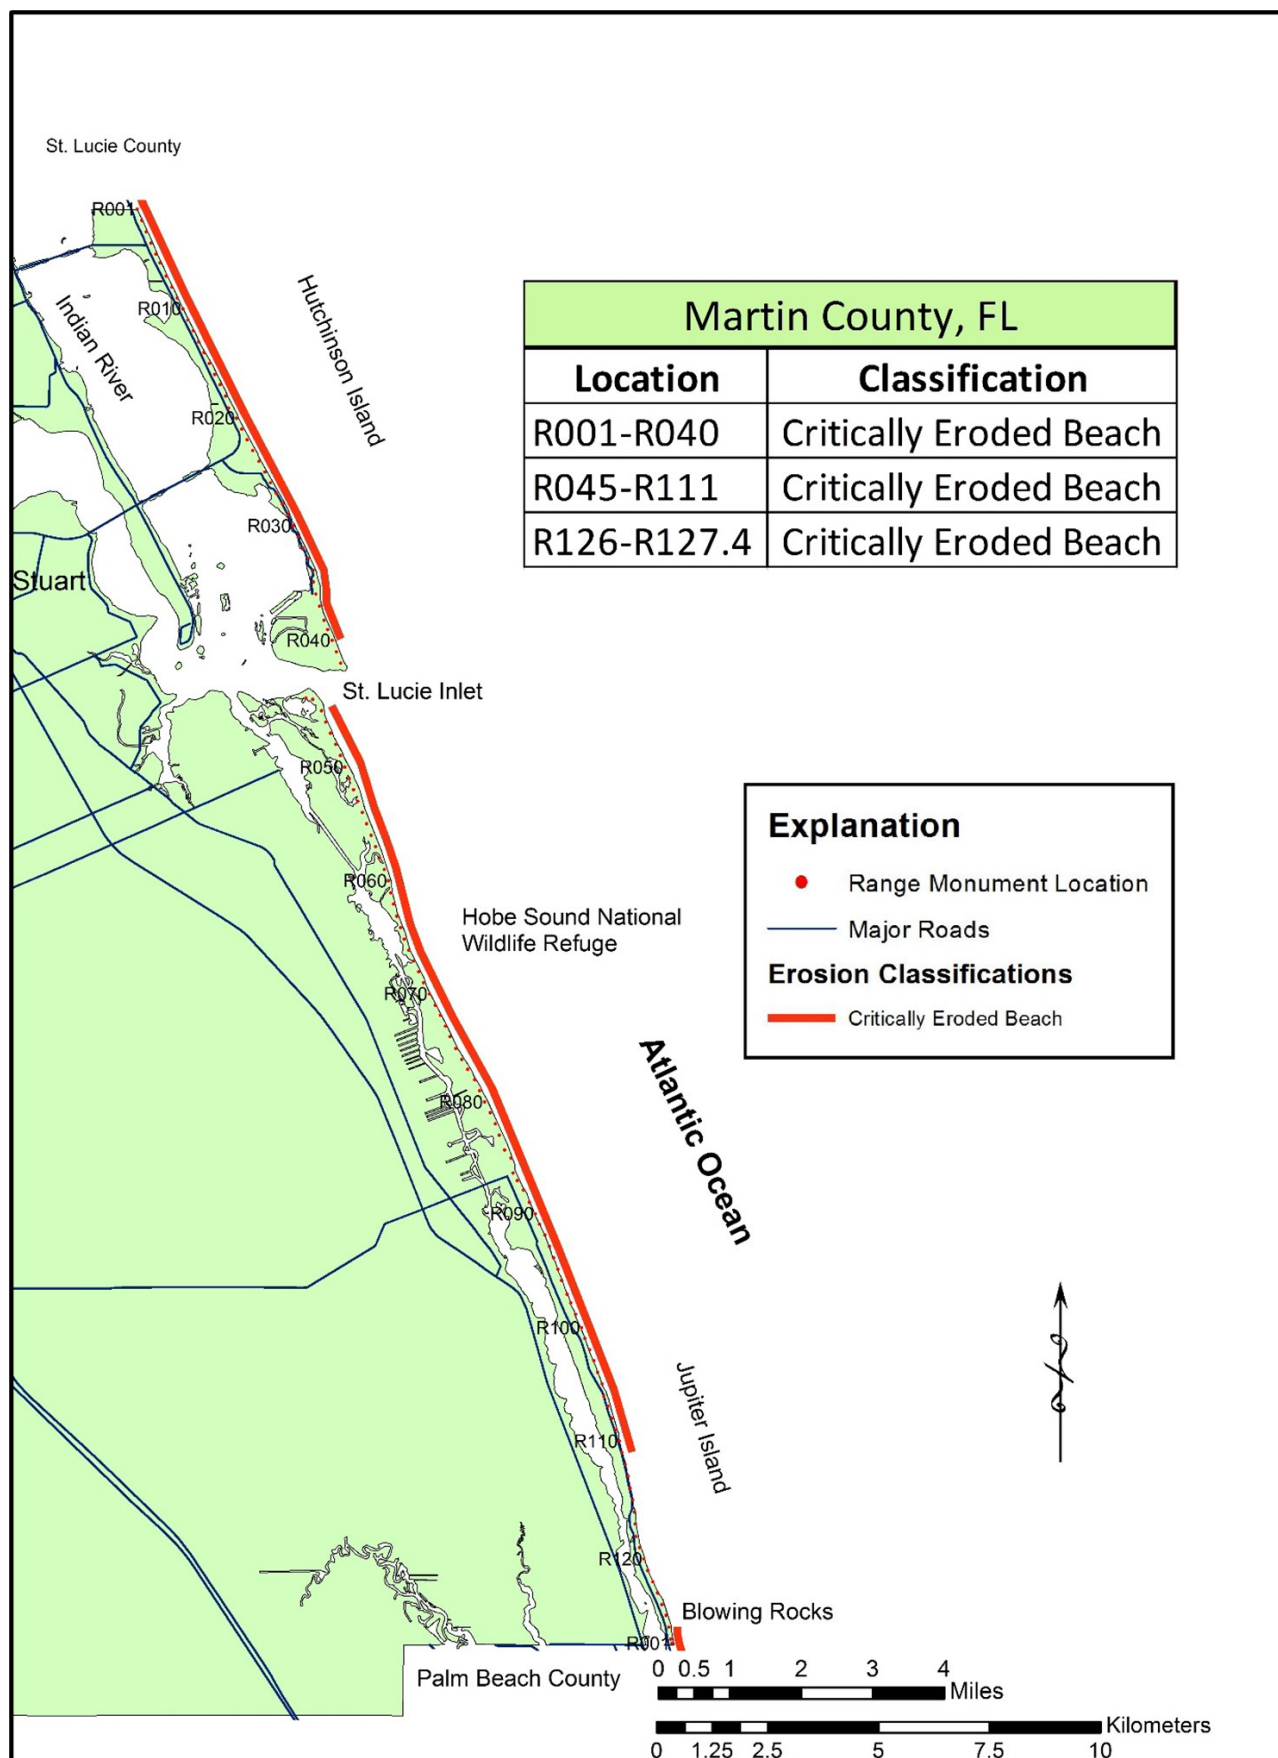 St. Lucie County
R001
Indian River
R010
Hutchinson Island
R020
R030
Stuart
R040
St. Lucie Inlet
R050
R060
Hobe Sound National
Wildlife Refuge
R070
R080
Atlantic Ocean
R090
R100
Jupiter Island
R110
R120
Blowing Rocks
R001
Palm Beach County
Martin County, FL
Location Classification
R001-R040 Critically Eroded Beach
R045-R111 Critically Eroded Beach
R126-R127.4 Critically Eroded Beach
Explanation
Range Monument Location
Major Roads
Erosion Classifications
Critically Eroded Beach
0 0.5 1 2 3 4
Miles
Kilometers
0 1.25 2.5 5 7.5 10